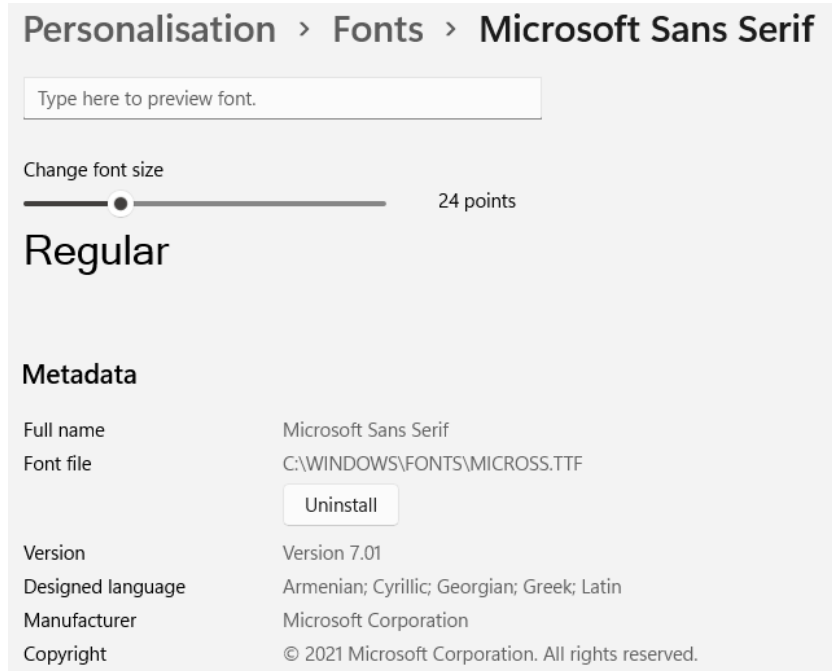 Personalisation > Fonts > Microsoft Sans Serif
Type here to preview font.
Change font size
24 points
Regular
Metadata
Full name Microsoft Sans Serif
Font file C:\WINDOWS\FONTS\MICROSS.TTF
Uninstall
Version Version 7.01
Designed language Armenian; Cyrillic; Georgian; Greek; Latin
Manufacturer Microsoft Corporation
Copyright © 2021 Microsoft Corporation. All rights reserved.